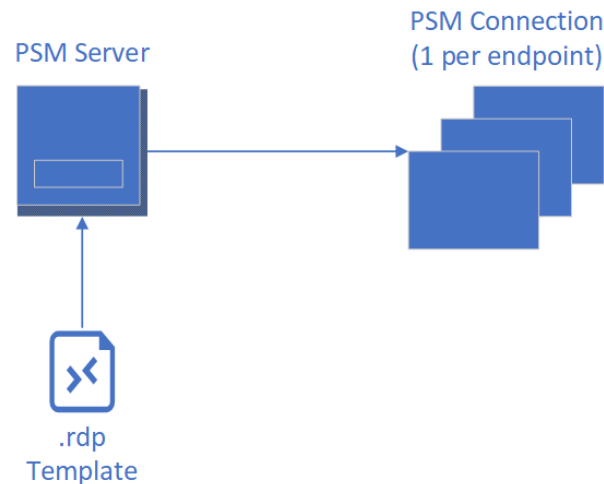 PSM Server
PSM Connection
(1 per endpoint)
.rdp
Template